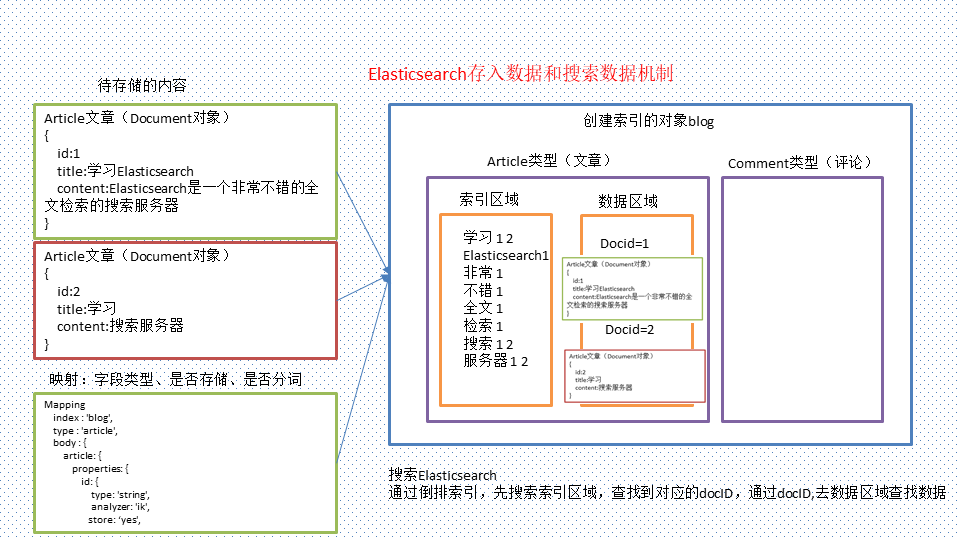 Elasticsearch存入数据和搜索数据机制
待存储的内容
Article文章（Document对象）
{
id:1
title:学习Elasticsearch
content:Elasticsearch是一个非常不错的全
文检索的搜索服务器
}
Article文章（Document对象）
{
id:2
title:学习
content:搜索服务器
}
映射：字段类型、是否存储、是否分词
Mapping
index : 'blog',
type : 'article',
body : {
article: {
properties: {
id: {
type: 'string',
analyzer: 'ik',
store: 'yes',
创建索引的对象blog
Article类型（文章）
索引区域
学习 1 2
Elasticsearch1
非常 1
不错 1
全文 1
检索 1
搜索 1 2
服务器 1 2
数据区域
Docid=1
Article文章（Document对象）
{
id:1
title:学习Elasticsearch
content:Elasticsearch是一个非常不错的全
文检索的搜索服务器
}
Docid=2
Article文章（Document对象）
{
id:2
title:学习
content:搜索服务器
}
Comment类型（评论）
搜索Elasticsearch
通过倒排索引，先搜索索引区域，查找到对应的docID，通过docID,去数据区域查找数据